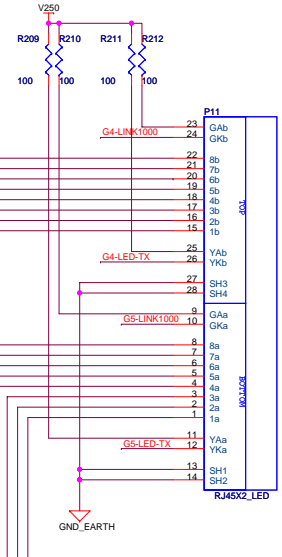 V250
R209 R210 R211 R212
100 100 100 100
P11
23 GAb
G4-LINK1000 24 GKb
22 8b
21 7b
20 6b
19 5b
18 4b
17 3b
16 2b
15 1b
TOP
25 YAb
G4-LED-TX 26 YKb
27 SH3
28 SH4
9 GAa
G5-LINK1000 10 GKa
8 8a
7 7a
6 6a
5 5a
4 4a
3 3a
2 2a
1 1a
BOTTOM
11 YAa
G5-LED-TX 12 YKa
13 SH1
14 SH2
RJ45X2_LED
GND_EARTH